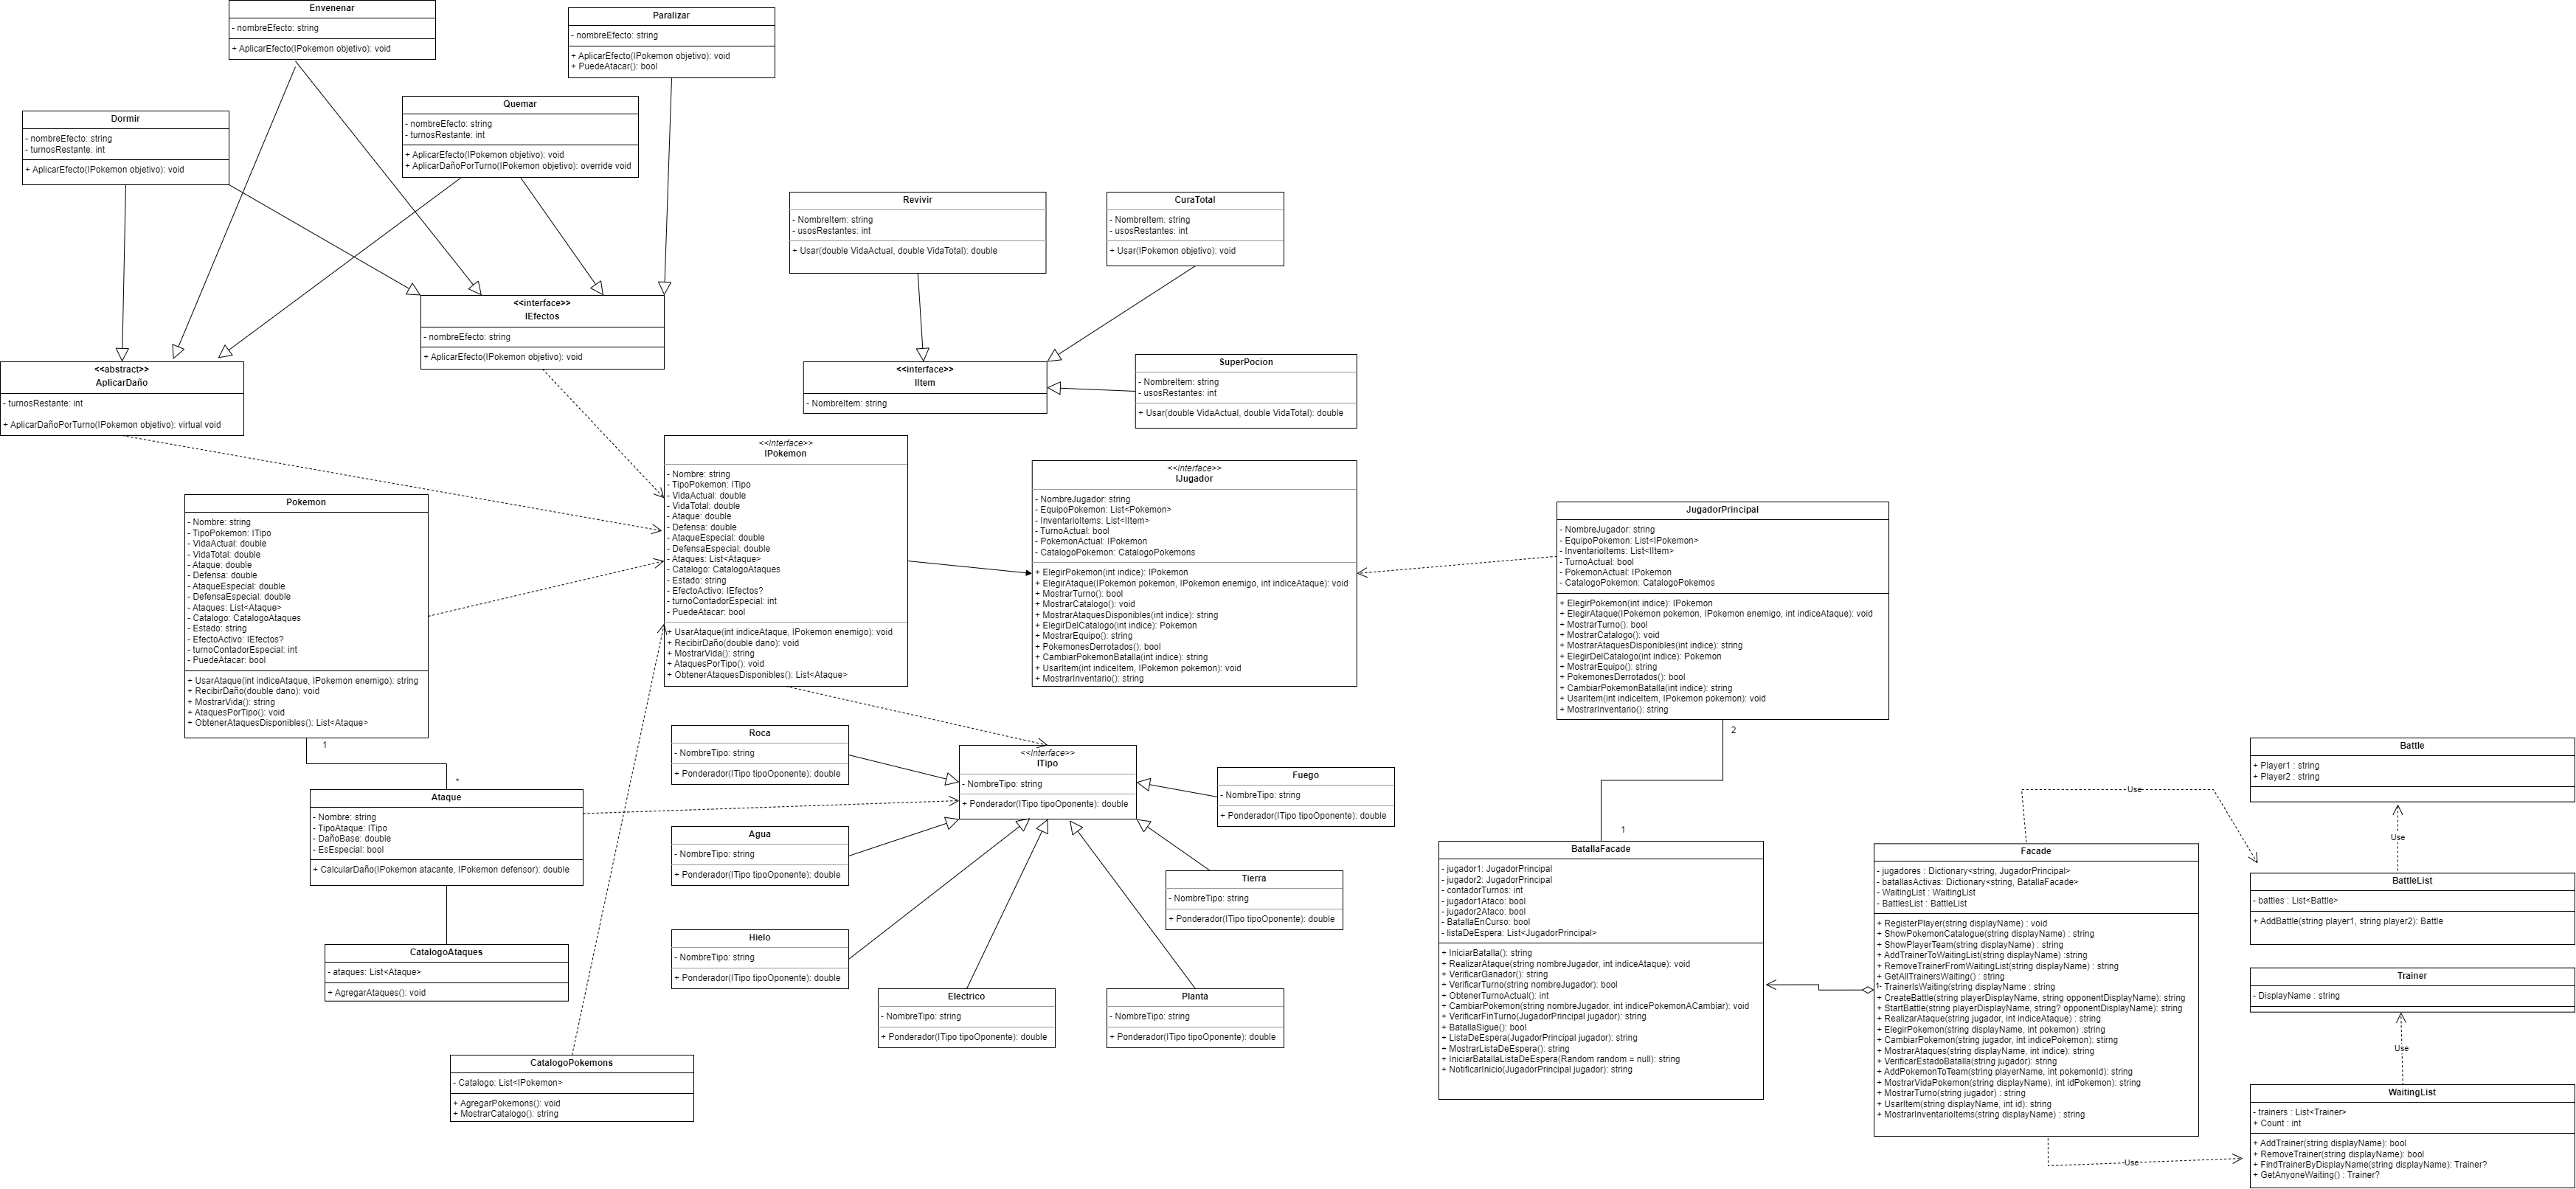 Envenenar
- nombreEfecto: string
+ AplicarEfecto(IPokemon objetivo): void
Paralizar
- nombreEfecto: string
+ AplicarEfecto(IPokemon objetivo): void
+ PuedeAtacar(): bool
Dormir
- nombreEfecto: string
- turnosRestante: int
+ AplicarEfecto(IPokemon objetivo): void
Quemar
- nombreEfecto: string
- turnosRestante: int
+ AplicarEfecto(IPokemon objetivo): void
+ AplicarDañoPorTurno(IPokemon objetivo): override void
Revivir
- NombreItem: string
- usosRestantes: int
+ Usar(double VidaActual, double VidaTotal): double
CuraTotal
- NombreItem: string
- usosRestantes: int
+ Usar(IPokemon objetivo): void
<<interface>>
IEfectos
- nombreEfecto: string
+ AplicarEfecto(IPokemon objetivo): void
<<abstract>>
AplicarDaño
- turnosRestante: int
+ AplicarDañoPorTurno(IPokemon objetivo): virtual void
<<interface>>
IItem
- NombreItem: string
SuperPocion
- NombreItem: string
- usosRestantes: int
+ Usar(double VidaActual, double VidaTotal): double
<<Interface>>
IPokemon
- Nombre: string
- TipoPokemon: ITipo
- VidaActual: double
- VidaTotal: double
- Ataque: double
- Defensa: double
- AtaqueEspecial: double
- DefensaEspecial: double
- Ataques: List<Ataque>
- Catalogo: CatalogoAtaques
- Estado: string
- EfectoActivo: IEfectos?
- turnoContadorEspecial: int
- PuedeAtacar: bool
+ UsarAtaque(int indiceAtaque, IPokemon enemigo): void
+ RecibirDaño(double dano): void
+ MostrarVida(): string
+ AtaquesPorTipo(): void
+ ObtenerAtaquesDisponibles(): List<Ataque>
<<Interface>>
IJugador
- NombreJugador: string
- EquipoPokemon: List<Pokemon>
- InventarioItems: List<IItem>
- TurnoActual: bool
- PokemonActual: IPokemon
- CatalogoPokemon: CatalogoPokemons
+ ElegirPokemon(int indice): IPokemon
+ ElegirAtaque(IPokemon pokemon, IPokemon enemigo, int indiceAtaque): void
+ MostrarTurno(): bool
+ MostrarCatalogo(): void
+ MostrarAtaquesDisponibles(int indice): string
+ ElegirDelCatalogo(int indice): Pokemon
+ MostrarEquipo(): string
+ PokemonesDerrotados(): bool
+ CambiarPokemonBatalla(int indice): string
+ UsarItem(int indiceItem, IPokemon pokemon): void
+ MostrarInventario(): string
Pokemon
- Nombre: string
- TipoPokemon: ITipo
- VidaActual: double
- VidaTotal: double
- Ataque: double
- Defensa: double
- AtaqueEspecial: double
- DefensaEspecial: double
- Ataques: List<Ataque>
- Catalogo: CatalogoAtaques
- Estado: string
- EfectoActivo: IEfectos?
- turnoContadorEspecial: int
- PuedeAtacar: bool
+ UsarAtaque(int indiceAtaque, IPokemon enemigo): string
+ RecibirDaño(double dano): void
+ MostrarVida(): string
+ AtaquesPorTipo(): void
+ ObtenerAtaquesDisponibles(): List<Ataque>
1
*
JugadorPrincipal
- NombreJugador: string
- EquipoPokemon: List<IPokemon>
- InventarioItems: List<IItem>
- TurnoActual: bool
- PokemonActual: IPokemon
- CatalogoPokemon: CatalogoPokemos
+ ElegirPokemon(int indice): IPokemon
+ ElegirAtaque(IPokemon pokemon, IPokemon enemigo, int indiceAtaque): void
+ MostrarTurno(): bool
+ MostrarCatalogo(): void
+ MostrarAtaquesDisponibles(int indice): string
+ ElegirDelCatalogo(int indice): Pokemon
+ MostrarEquipo(): string
+ PokemonesDerrotados(): bool
+ CambiarPokemonBatalla(int indice): string
+ UsarItem(int indiceItem, IPokemon pokemon): void
+ MostrarInventario(): string
2
1
Ataque
- Nombre: string
- TipoAtaque: ITipo
- DañoBase: double
- EsEspecial: bool
+ CalcularDaño(IPokemon atacante, IPokemon defensor): double
CatalogoAtaques
- ataques: List<Ataque>
+ AgregarAtaques(): void
CatalogoPokemons
- Catalogo: List<IPokemon>
+ AgregarPokemons(): void
+ MostrarCatalogo(): string
Roca
- NombreTipo: string
+ Ponderador(ITipo tipoOponente): double
<<Interface>>
ITipo
- NombreTipo: string
+ Ponderador(ITipo tipoOponente): double
Fuego
- NombreTipo: string
+ Ponderador(ITipo tipoOponente): double
Agua
- NombreTipo: string
+ Ponderador(ITipo tipoOponente): double
Tierra
- NombreTipo: string
+ Ponderador(ITipo tipoOponente): double
Hielo
- NombreTipo: string
+ Ponderador(ITipo tipoOponente): double
Electrico
- NombreTipo: string
+ Ponderador(ITipo tipoOponente): double
Planta
- NombreTipo: string
+ Ponderador(ITipo tipoOponente): double
BatallaFacade
- jugador1: JugadorPrincipal
- jugador2: JugadorPrincipal
- contadorTurnos: int
- jugador1Ataco: bool
- jugador2Ataco: bool
- BatallaEnCurso: bool
- listaDeEspera: List<JugadorPrincipal>
+ IniciarBatalla(): string
+ RealizarAtaque(string nombreJugador, int indiceAtaque): void
+ VerificarGanador(): string
+ VerificarTurno(string nombreJugador): bool
+ ObtenerTurnoActual(): int
+ CambiarPokemon(string nombreJugador, int indicePokemonACambiar): void
+ VerificarFinTurno(JugadorPrincipal jugador): string
+ BatallaSigue(): bool
+ ListaDeEspera(JugadorPrincipal jugador): string
+ MostrarListaDeEspera(): string
+ IniciarBatallaListaDeEspera(Random random = null): string
+ NotificarInicio(JugadorPrincipal jugador): string
Facade
- jugadores : Dictionary<string, JugadorPrincipal>
- batallasActivas: Dictionary<string, BatallaFacade>
- WaitingList : WaitingList
- BattlesList : BattleList
+ RegisterPlayer(string displayName) : void
+ ShowPokemonCatalogue(string displayName) : string
+ ShowPlayerTeam(string displayName) : string
+ AddTrainerToWaitingList(string displayName) :string
+ RemoveTrainerFromWaitingList(string displayName) : string
+ GetAllTrainersWaiting() : string
1
- TrainerIsWaiting(string displayName : string
+ CreateBattle(string playerDisplayName, string opponentDisplayName): string
+ StartBattle(string playerDisplayName, string? opponentDisplayName): string
+ RealizarAtaque(string jugador, int indiceAtaque) : string
+ ElegirPokemon(string displayName, int pokemon) :string
+ CambiarPokemon(string jugador, int indicePokemon): stirng
+ MostrarAtaques(string displayName, int indice): string
+ VerificarEstadoBatalla(string jugador): string
+ AddPokemonToTeam(string playerName, int pokemonId): string
+ MostrarVidaPokemon(string displayName), int idPokemon): string
+ MostrarTurno(string jugador) : string
+ UsarItem(string displayName, int id): string
+ MostrarInventarioItems(string displayName) : string
Use
Use
Battle
+ Player1 : string
+ Player2 : string
Use
BattleList
- battles : List<Battle>
+ AddBattle(string player1, string player2): Battle
Trainer
- DisplayName : string
Use
WaitingList
- trainers : List<Trainer>
+ Count : int
+ AddTrainer(string displayName): bool
+ RemoveTrainer(string displayName): bool
+ FindTrainerByDisplayName(string displayName): Trainer?
+ GetAnyoneWaiting() : Trainer?